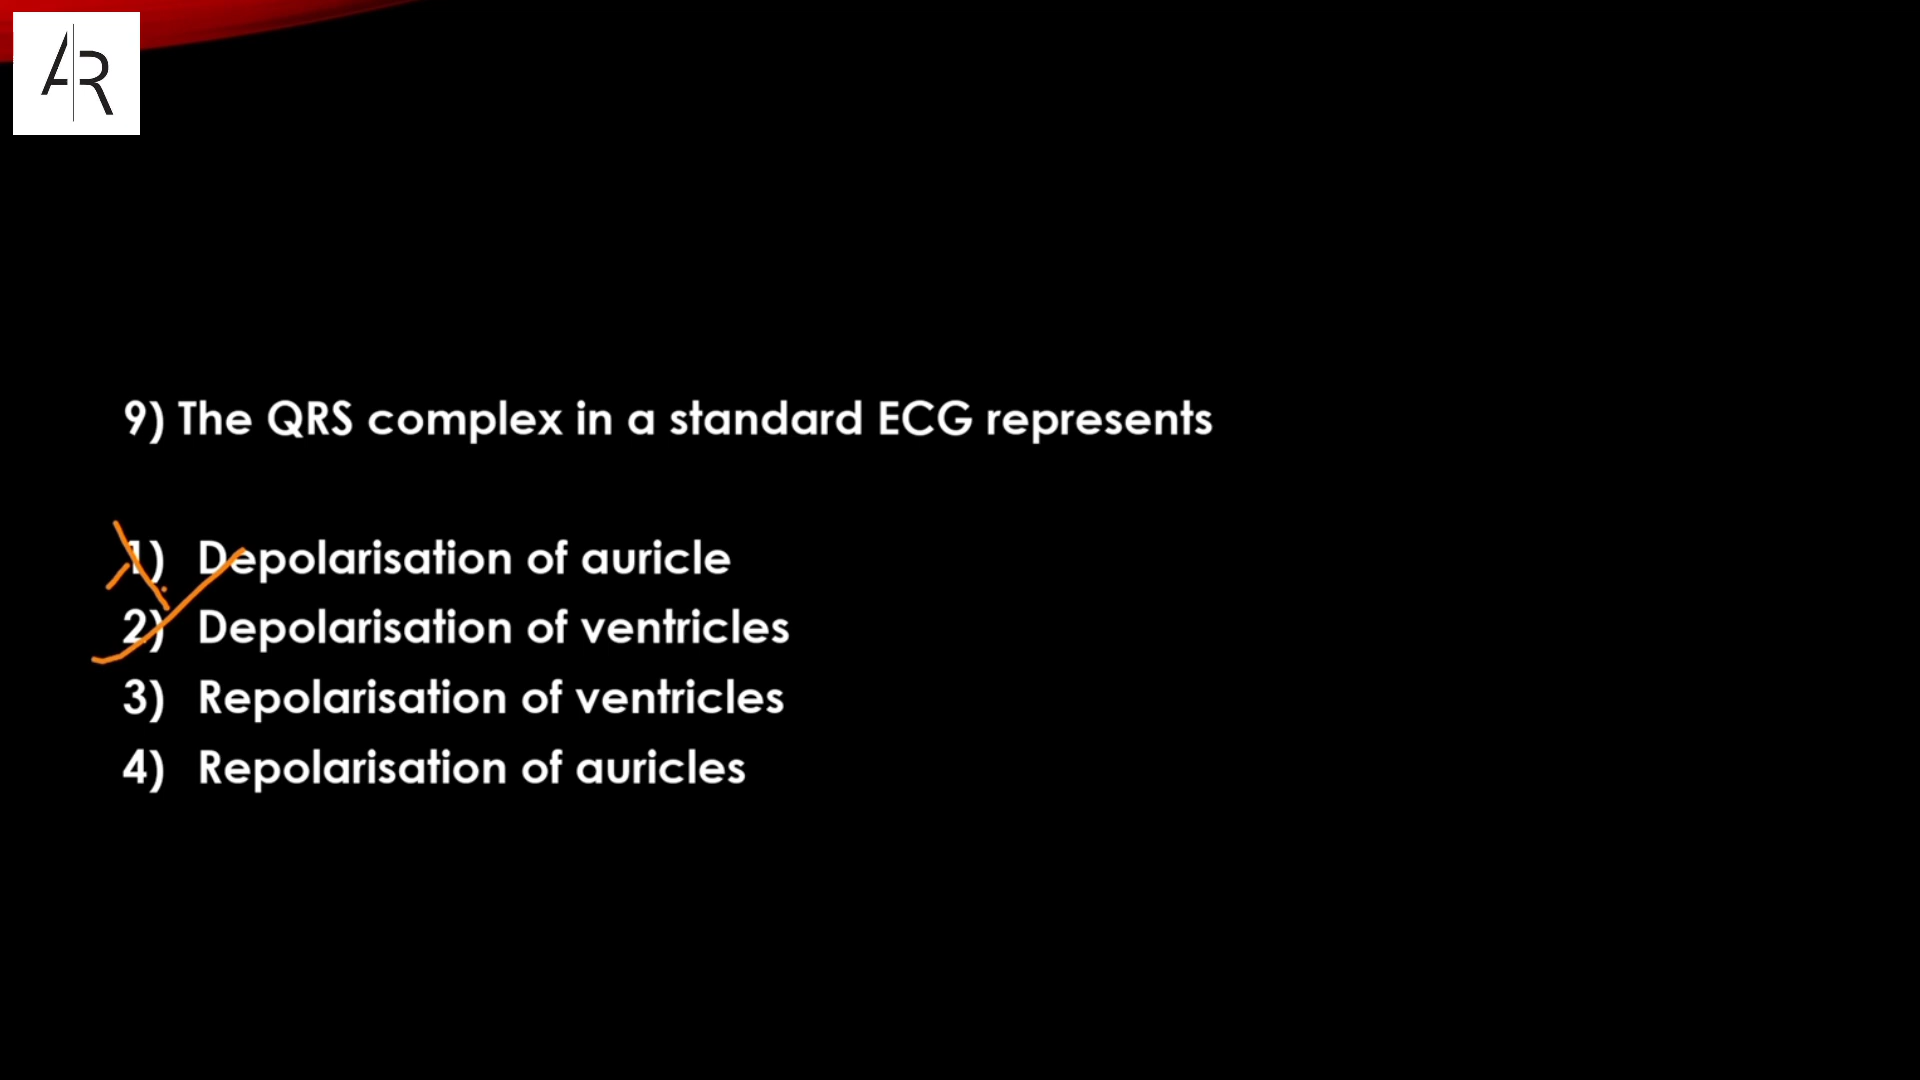 AR
9) The QRS complex in a standard ECG represents
1) Depolarisation of auricle
2) Depolarisation of ventricles
3) Repolarisation of ventricles
4) Repolarisation of auricles